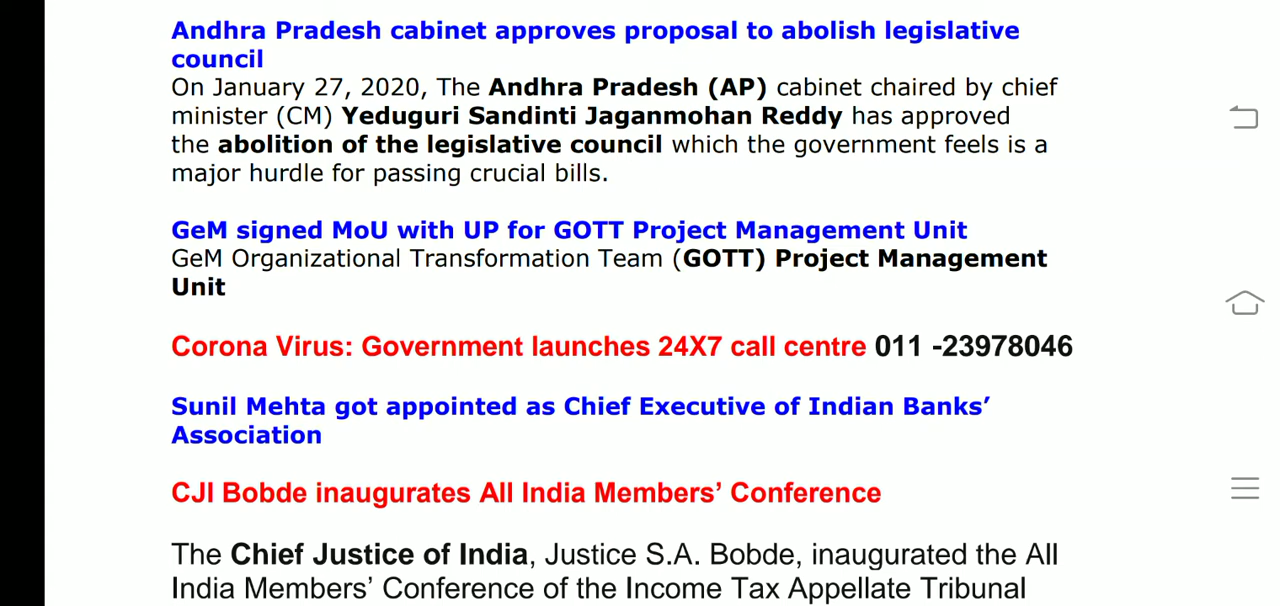 Andhra Pradesh cabinet approves proposal to abolish legislative
council
On January 27, 2020, The Andhra Pradesh (AP) cabinet chaired by chief
minister (CM) Yeduguri Sandinti Jaganmohan Reddy has approved
the abolition of the legislative council which the government feels is a
major hurdle for passing crucial bills.
GeM signed MoU with UP for GOTT Project Management Unit
GeM Organizational Transformation Team (GOTT) Project Management
Unit
Corona Virus: Government launches 24X7 call centre 011 -23978046
Sunil Mehta got appointed as Chief Executive of Indian Banks’
Association
CJI Bobde inaugurates All India Members’ Conference
The Chief Justice of India, Justice S.A. Bobde, inaugurated the All
India Members’ Conference of the Income Tax Appellate Tribunal